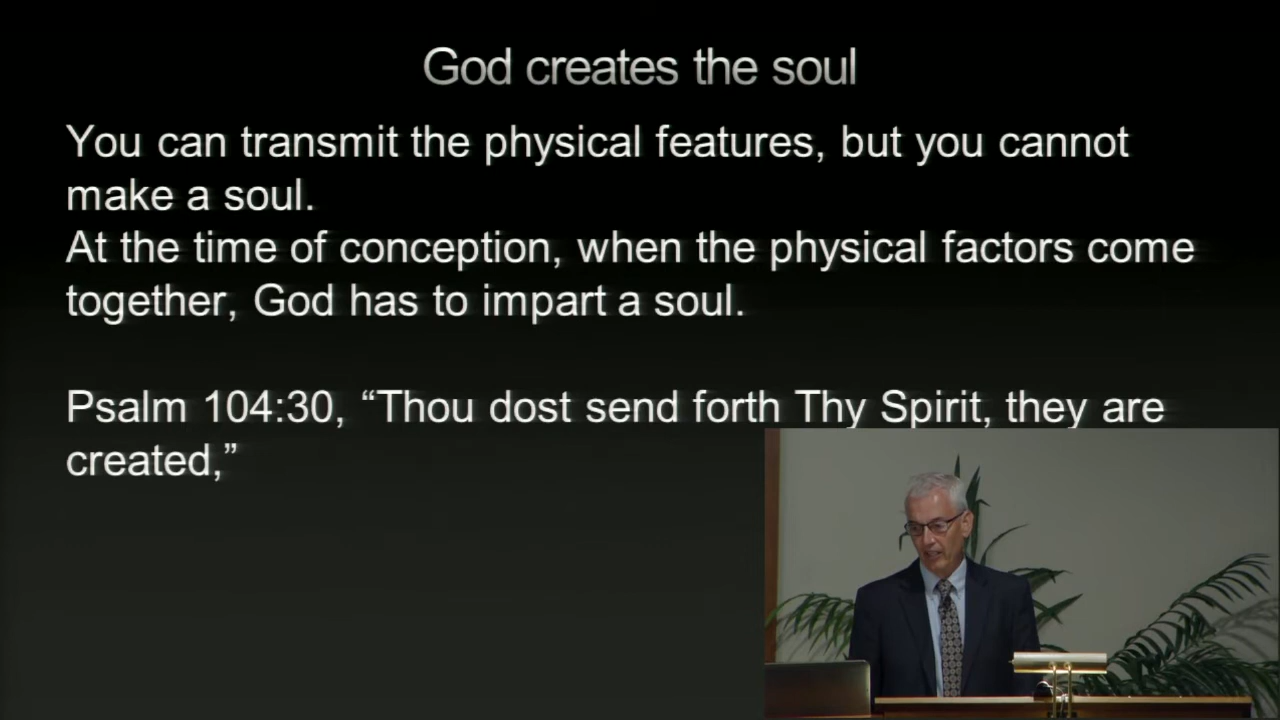 God creates the soul
You can transmit the physical features, but you cannot
make a soul.
At the time of conception, when the physical factors come
together, God has to impart a soul.
Psalm 104:30, “Thou dost send forth Thy Spirit, they are
created,”